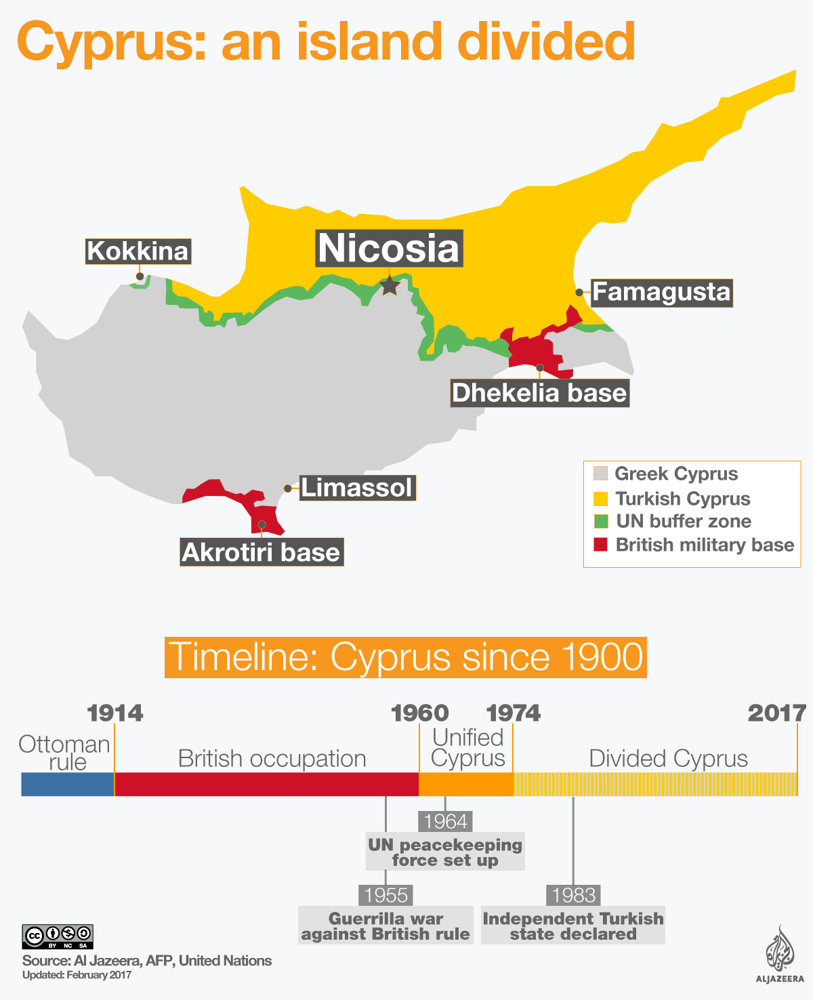 Cyprus: an island divided
Kokkina
Nicosia
Famagusta
Dhekelia base
Limassol
Akrotiri base
Greek Cyprus
Turkish Cyprus
UN buffer zone
British military base
Timeline: Cyprus since 1900
1914
1960
1974
2017
Ottoman
rule
British occupation
Unified
Cyprus
Divided Cyprus
1964
UN peacekeeping
force set up
1955
Guerrilla war
against British rule
1983
Independent Turkish
state declared
cc
BY NC SA
Source: Al Jazeera, AFP, United Nations
Updated: February 2017
ALJAZEERA